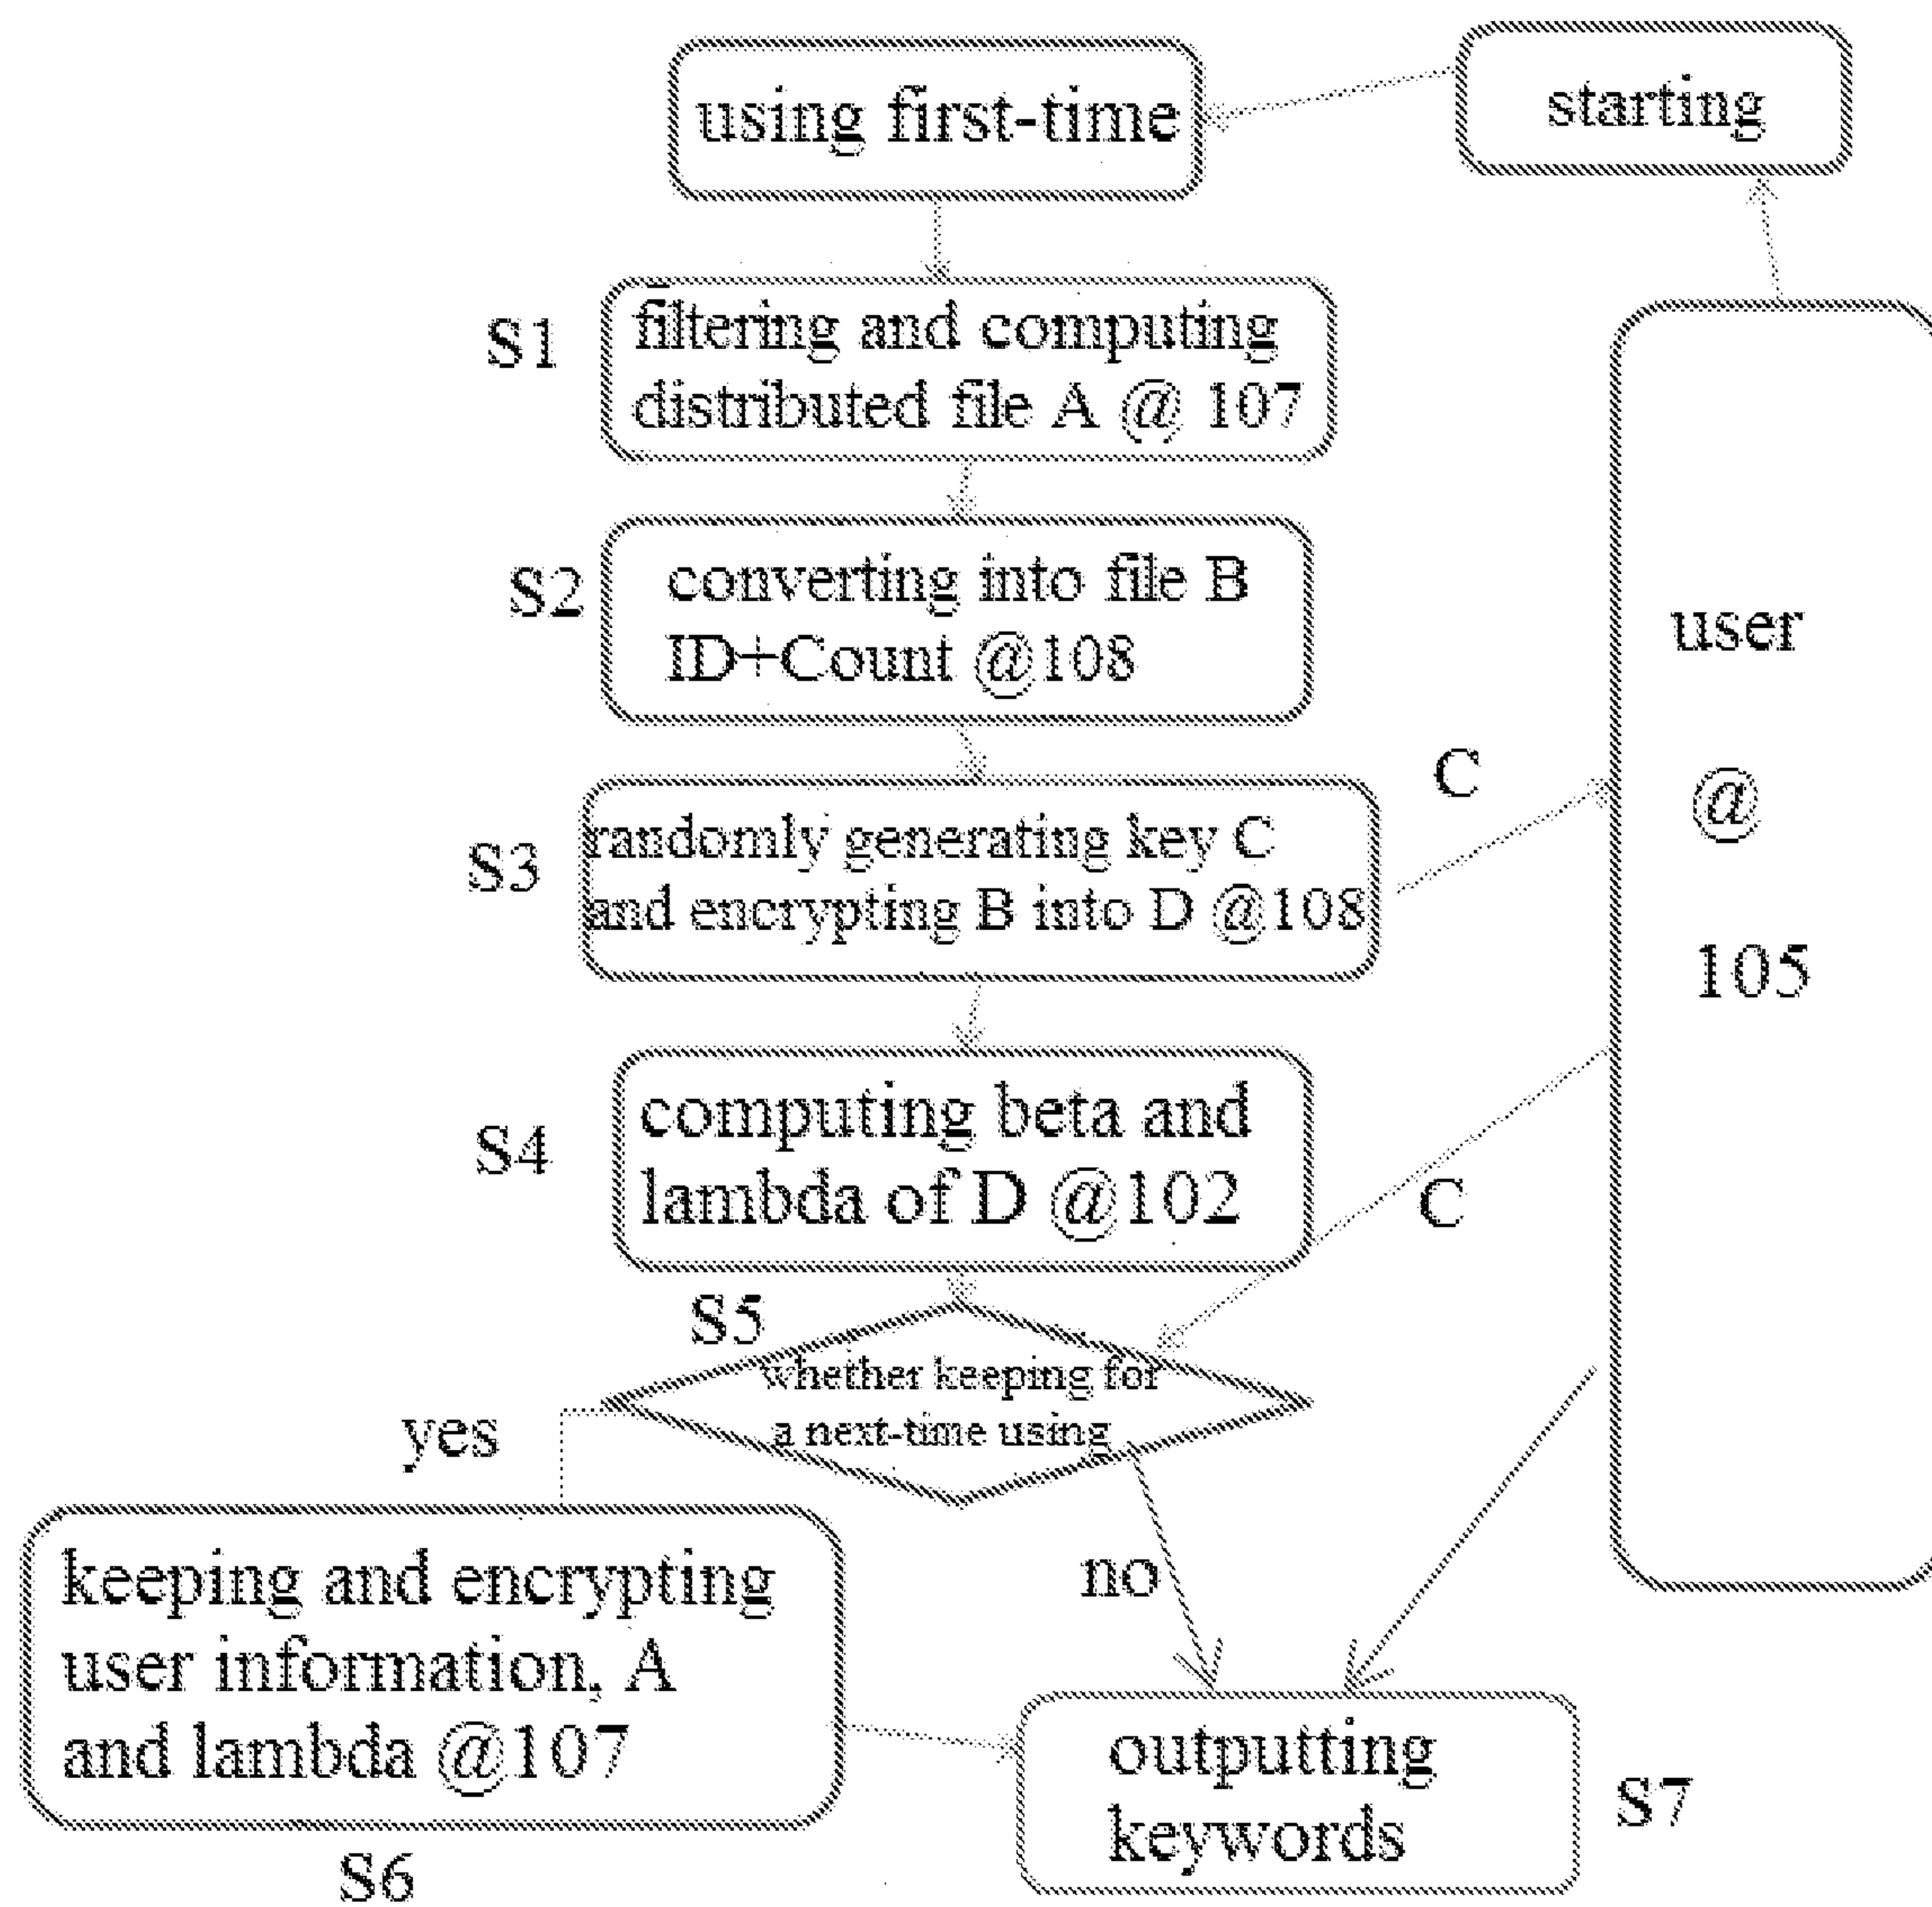 using first-time
starting
S1
filtering and computing
distributed file A @ 107
S2
converting into file B
ID+Count @108
user
@
105
C
S3
randomly generating key C
and encrypting B into D @108
S4
computing beta and
lambda of D @102
C
S5
whether keeping for
a next-time using
yes
no
keeping and encrypting
user information, A
and lambda @107
S6
outputting
keywords
S7